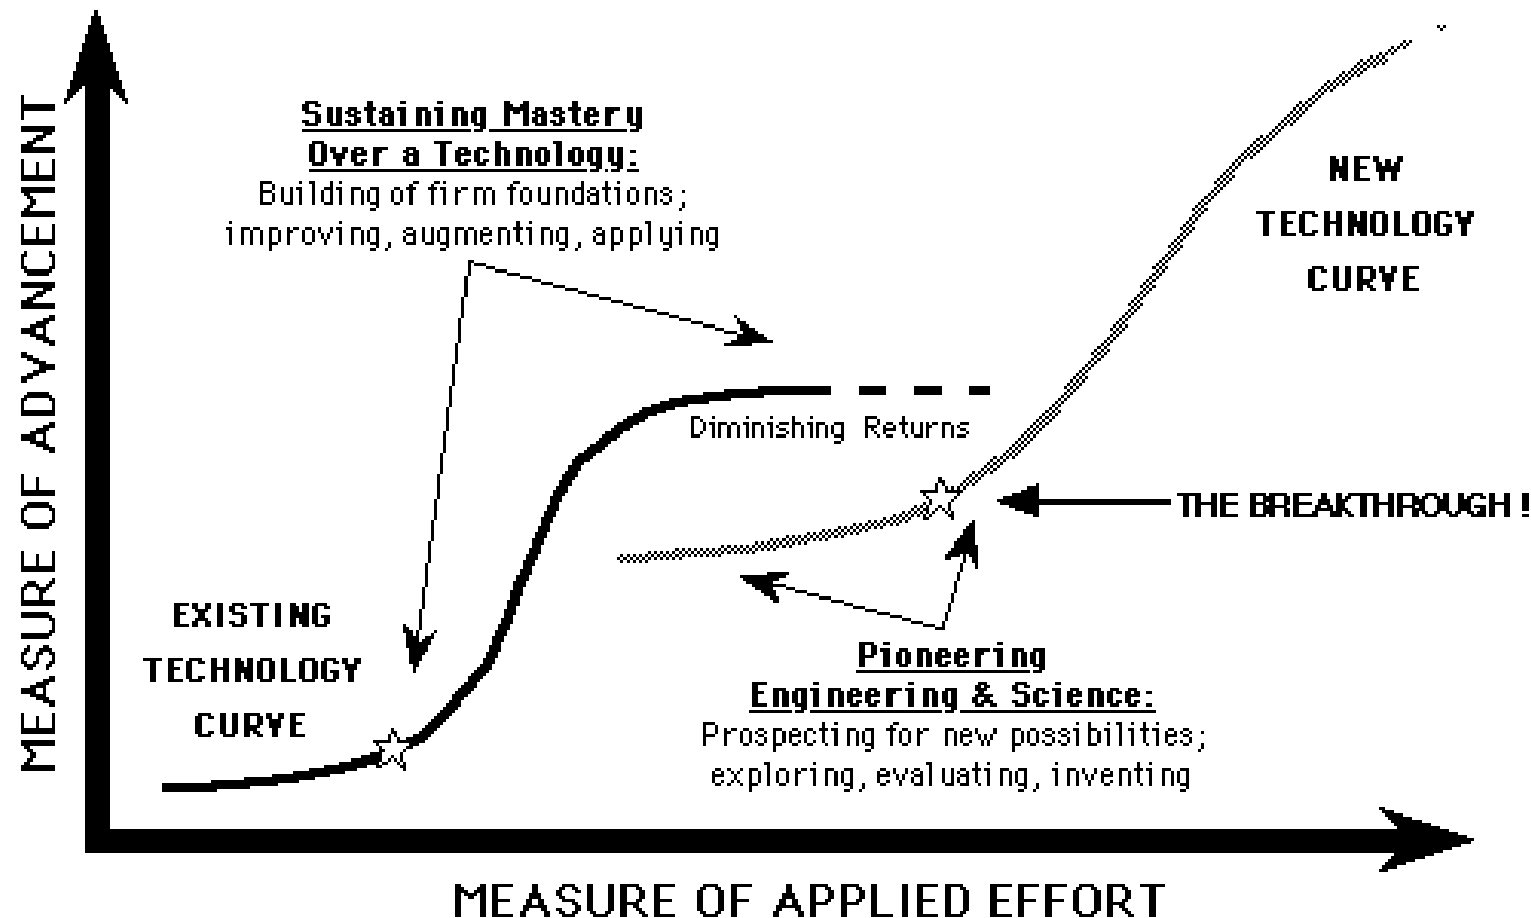 MEASURE OF ADVANCEMENT
Sustaining Mastery
Over a Technology:
Building of firm foundations;
improving, augmenting, applying
NEW
TECHNOLOGY
CURVE
Diminishing Returns
THE BREAKTHROUGH !
EXISTING
TECHNOLOGY
CURVE
Pioneering
Engineering & Science:
Prospecting for new possibilities;
exploring, evaluating, inventing
MEASURE OF APPLIED EFFORT